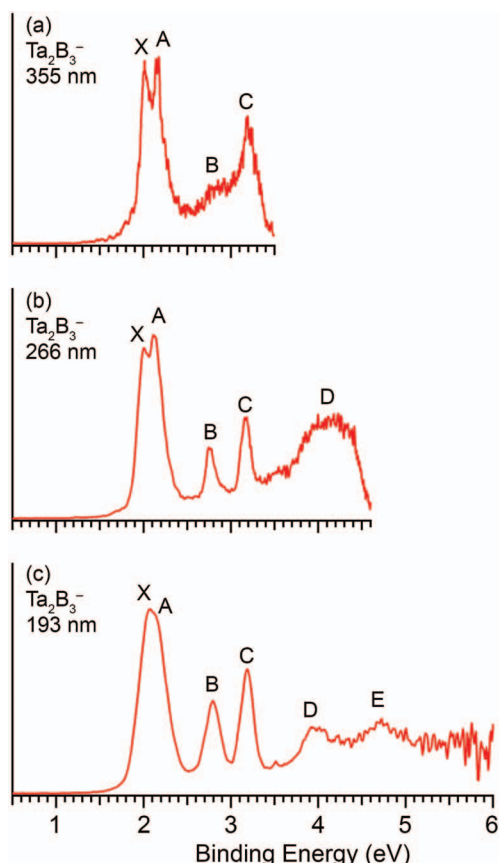 (a)
Ta₂B₃⁻
355 nm
X A
B
C
(b)
Ta₂B₃⁻
266 nm
X A
B
C
D
(c)
Ta₂B₃⁻
193 nm
X A
B
C
D
E
1 2 3 4 5 6
Binding Energy (eV)